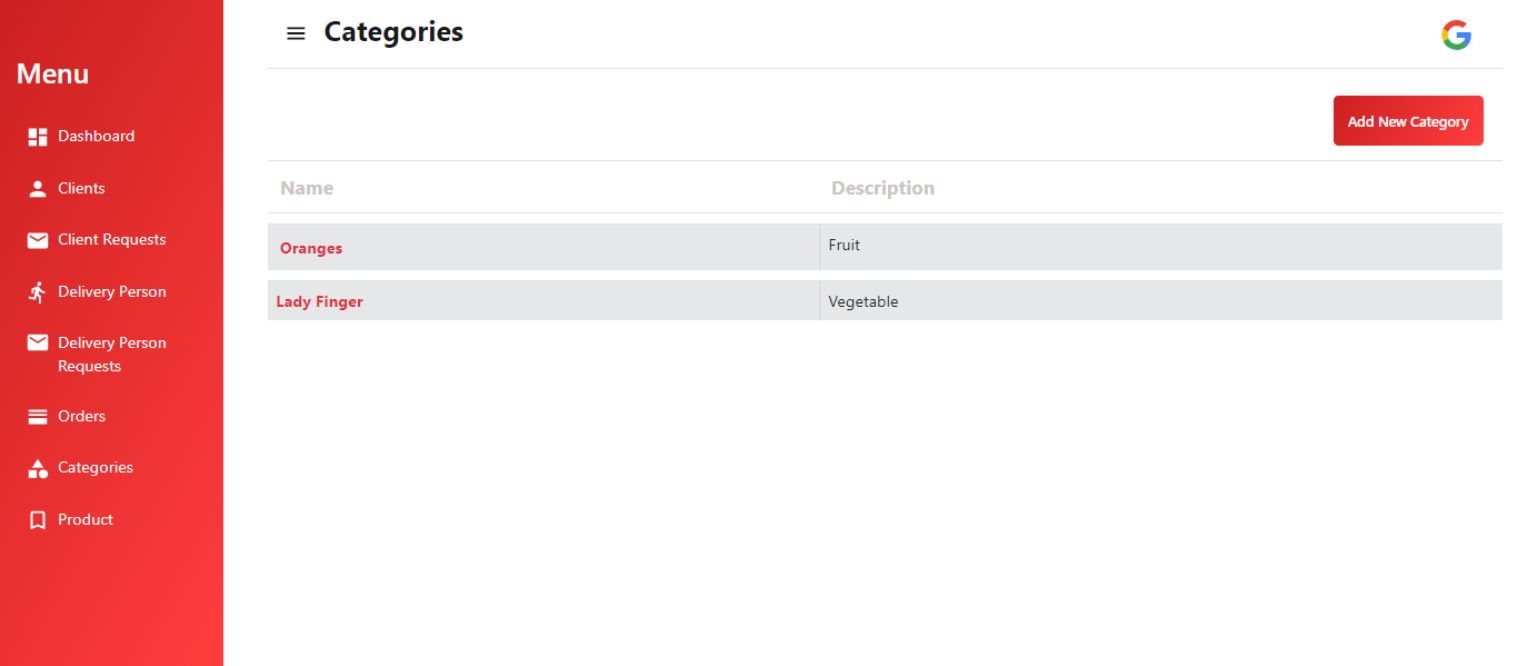 Menu
Dashboard
Clients
Client Requests
Delivery Person
Delivery Person
Requests
Orders
Categories
Product
Categories
Add New Category
Name Description
Oranges Fruit
Lady Finger Vegetable